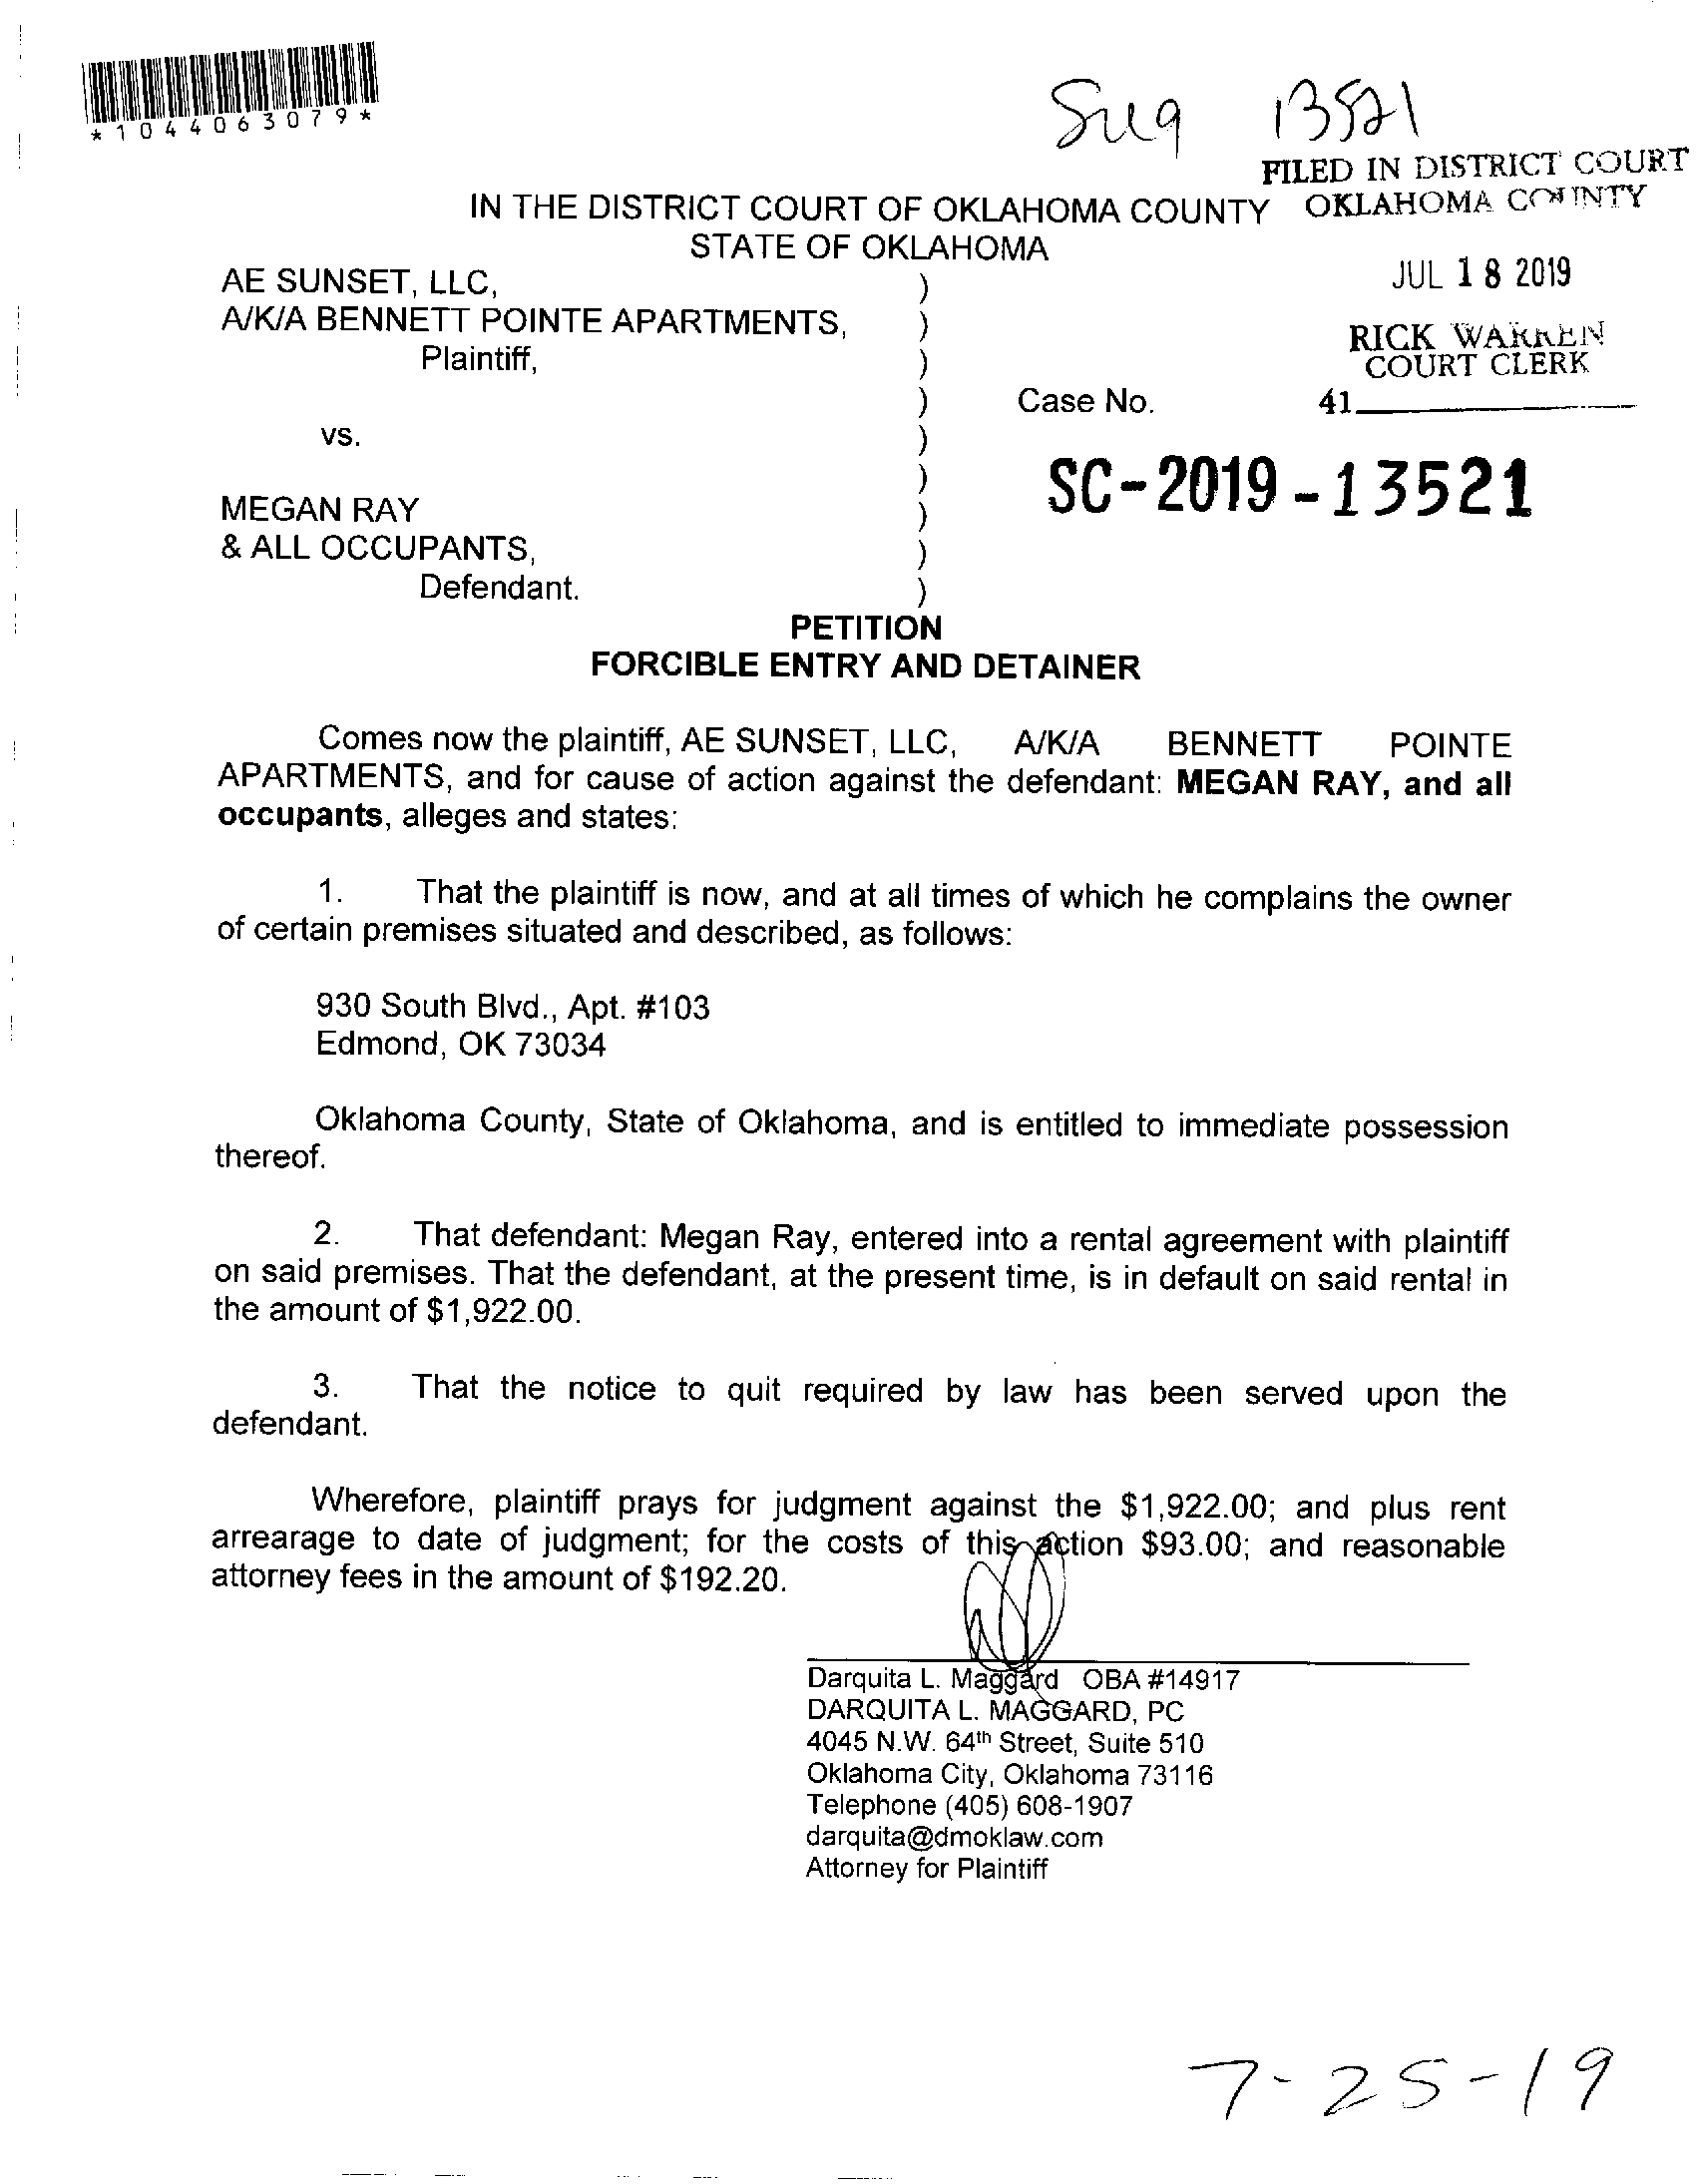 *1044063079*
13521
FILED IN DISTRICT COURT
OKLAHOMA COUNTY
IN THE DISTRICT COURT OF OKLAHOMA COUNTY
STATE OF OKLAHOMA
JUL 18 2019
AE SUNSET, LLC, )
A/K/A BENNETT POINTE APARTMENTS, )
RICK WARREN
Plaintiff, )
COURT CLERK
) Case No. 41
vs. )
) SC-2019-13521
MEGAN RAY )
& ALL OCCUPANTS, )
Defendant. )
PETITION
FORCIBLE ENTRY AND DETAINER
Comes now the plaintiff, AE SUNSET, LLC, A/K/A BENNETT POINTE
APARTMENTS, and for cause of action against the defendant: MEGAN RAY, and all
occupants, alleges and states:
1. That the plaintiff is now, and at all times of which he complains the owner
of certain premises situated and described, as follows:
930 South Blvd., Apt. #103
Edmond, OK 73034
Oklahoma County, State of Oklahoma, and is entitled to immediate possession
thereof.
2. That defendant: Megan Ray, entered into a rental agreement with plaintiff
on said premises. That the defendant, at the present time, is in default on said rental in
the amount of $1,922.00.
3. That the notice to quit required by law has been served upon the
defendant.
Wherefore, plaintiff prays for judgment against the $1,922.00; and plus rent
arrearage to date of judgment; for the costs of this action $93.00; and reasonable
attorney fees in the amount of $192.20.
Darquita L. Maggard OBA #14917
DARQUITA L. MAGGARD, PC
4045 N.W. 64th Street, Suite 510
Oklahoma City, Oklahoma 73116
Telephone (405) 608-1907
darquita@dmoklaw.com
Attorney for Plaintiff
7-25-19